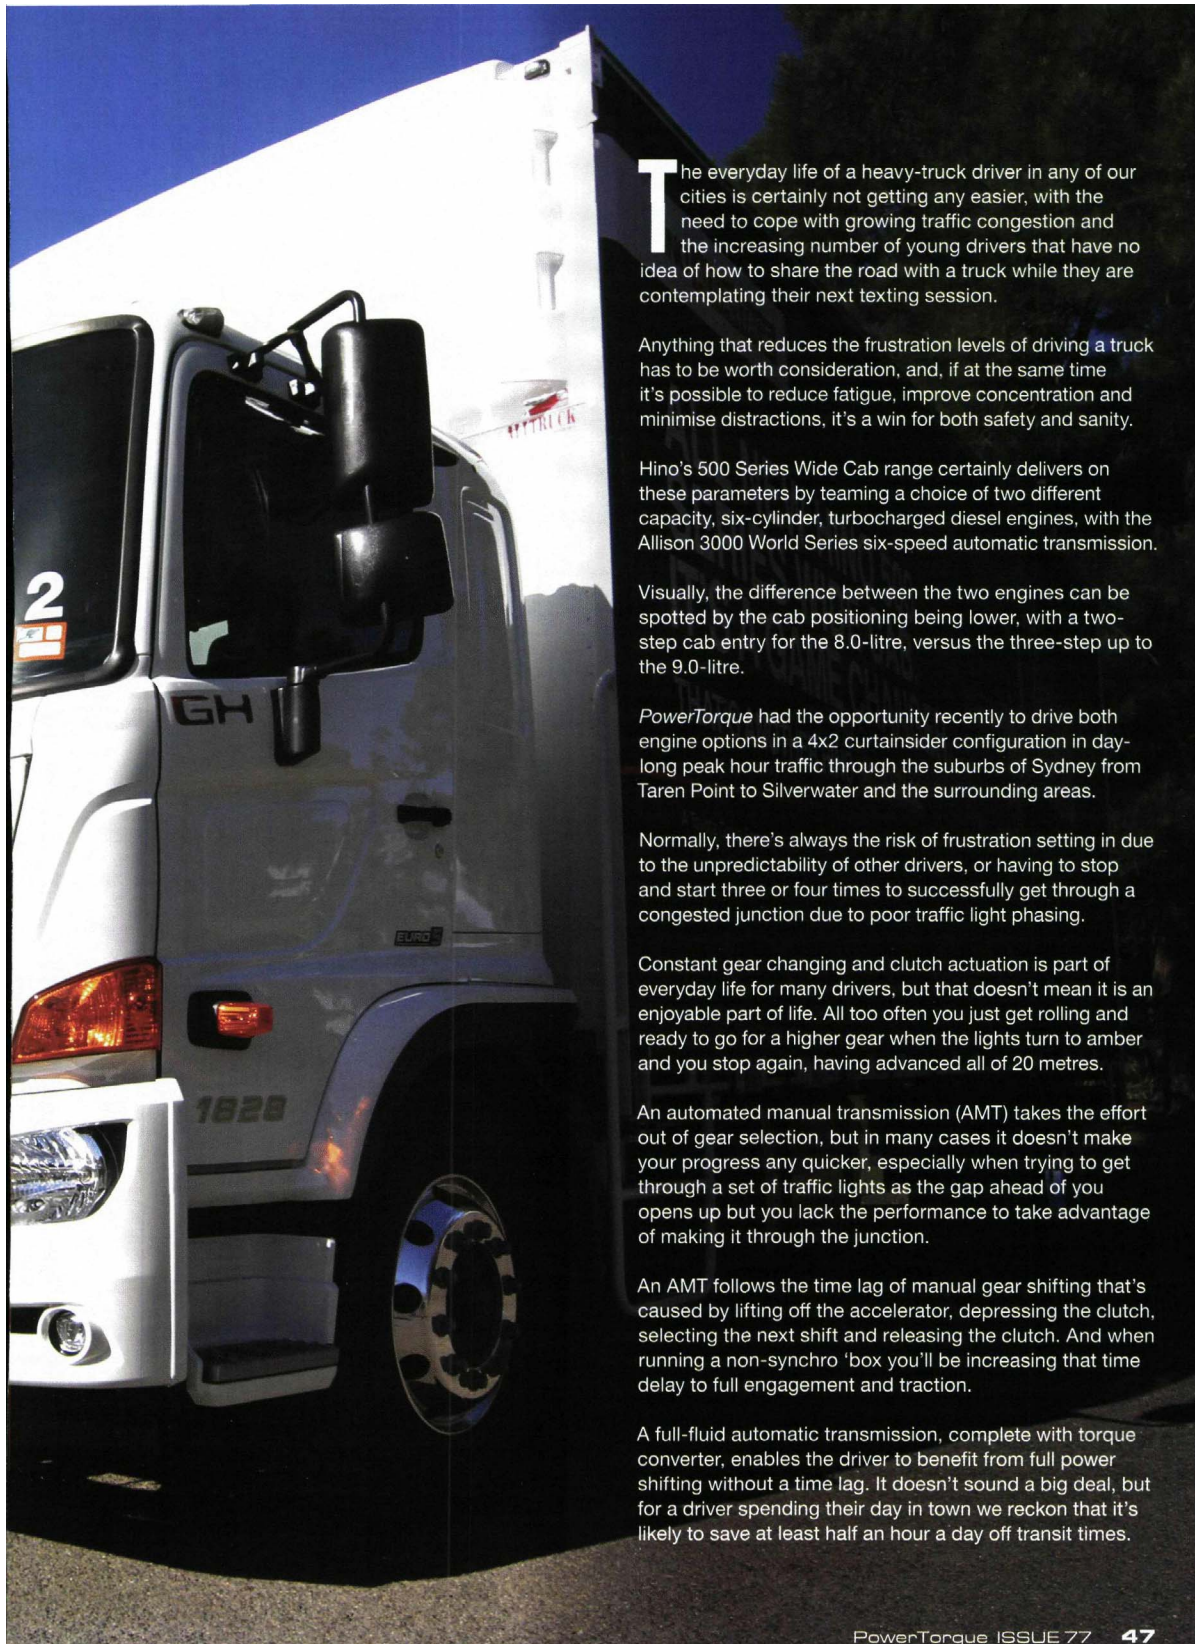 2
GH
EURO 5
1828
The everyday life of a heavy-truck driver in any of our
cities is certainly not getting any easier, with the
need to cope with growing traffic congestion and
the increasing number of young drivers that have no
idea of how to share the road with a truck while they are
contemplating their next texting session.
Anything that reduces the frustration levels of driving a truck
has to be worth consideration, and, if at the same time
it's possible to reduce fatigue, improve concentration and
minimise distractions, it's a win for both safety and sanity.
Hino's 500 Series Wide Cab range certainly delivers on
these parameters by teaming a choice of two different
capacity, six-cylinder, turbocharged diesel engines, with the
Allison 3000 World Series six-speed automatic transmission.
Visually, the difference between the two engines can be
spotted by the cab positioning being lower, with a two-
step cab entry for the 8.0-litre, versus the three-step up to
the 9.0-litre.
PowerTorque had the opportunity recently to drive both
engine options in a 4x2 curtainsider configuration in day-
long peak hour traffic through the suburbs of Sydney from
Taren Point to Silverwater and the surrounding areas.
Normally, there's always the risk of frustration setting in due
to the unpredictability of other drivers, or having to stop
and start three or four times to successfully get through a
congested junction due to poor traffic light phasing.
Constant gear changing and clutch actuation is part of
everyday life for many drivers, but that doesn't mean it is an
enjoyable part of life. All too often you just get rolling and
ready to go for a higher gear when the lights turn to amber
and you stop again, having advanced all of 20 metres.
An automated manual transmission (AMT) takes the effort
out of gear selection, but in many cases it doesn't make
your progress any quicker, especially when trying to get
through a set of traffic lights as the gap ahead of you
opens up but you lack the performance to take advantage
of making it through the junction.
An AMT follows the time lag of manual gear shifting that's
caused by lifting off the accelerator, depressing the clutch,
selecting the next shift and releasing the clutch. And when
running a non-synchro 'box you'll be increasing that time
delay to full engagement and traction.
A full-fluid automatic transmission, complete with torque
converter, enables the driver to benefit from full power
shifting without a time lag. It doesn't sound a big deal, but
for a driver spending their day in town we reckon that it's
likely to save at least half an hour a day off transit times.
PowerTorque ISSUE 77 47